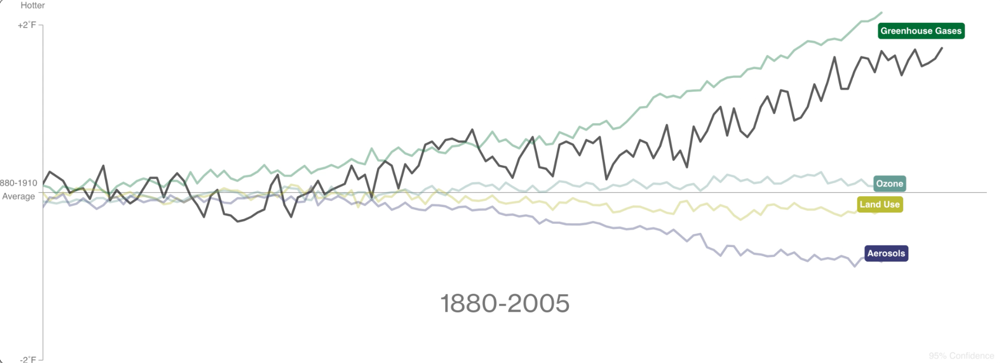 Hotter
+2°F
Greenhouse Gases
880-1910
Average
Ozone
Land Use
Aerosols
1880-2005
-2°F
95% Confidence